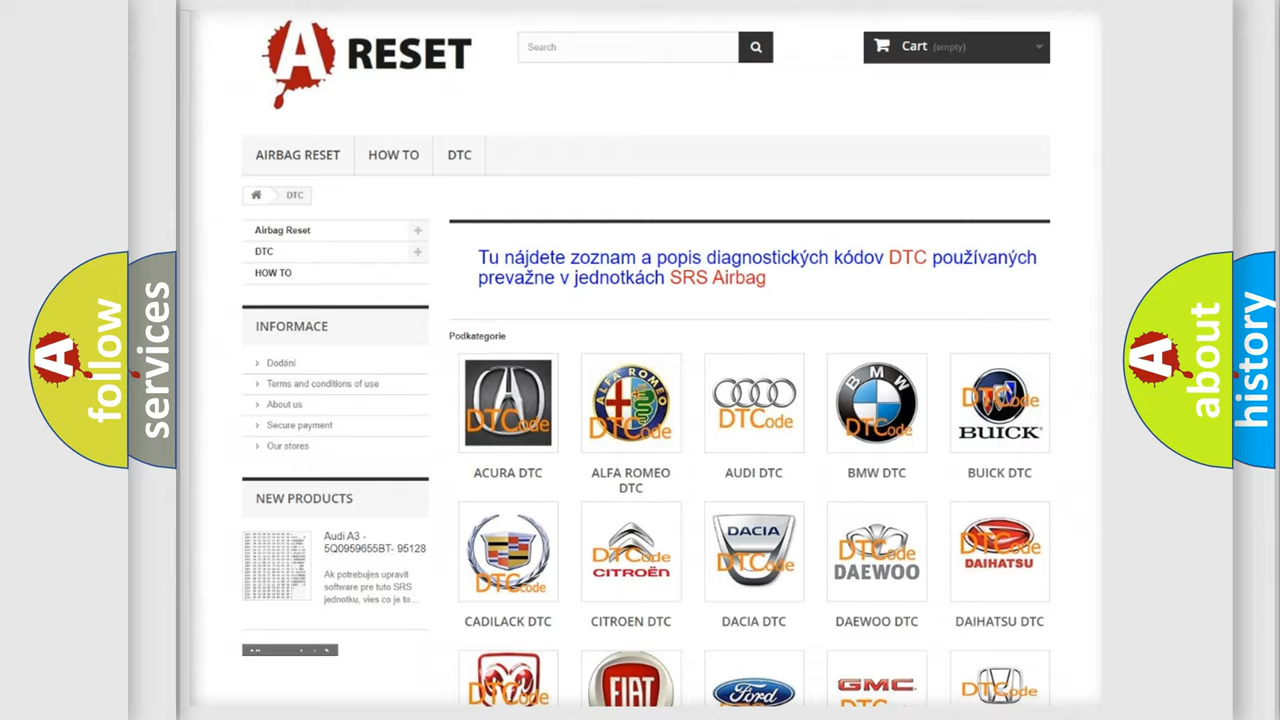 A RESET
Search
Cart (empty)
AIRBAG RESET
HOW TO
DTC
DTC
Airbag Reset
DTC
HOW TO
Tu nájdete zoznam a popis diagnostických kódov DTC používaných
prevažne v jednotkách SRS Airbag
INFORMACE
Dodání
Terms and conditions of use
About us
Secure payment
Our stores
NEW PRODUCTS
Audi A3 -
5Q0959655BT- 95128
Ak potrebujes upravit
software pre tuto SRS
jednotku, vies co je to...
Podkategorie
DTCode
ALFA ROMEO
DTCode
DTCode
BMW
DTCode
DTCode
BUICK
ACURA DTC
ALFA ROMEO
DTC
AUDI DTC
BMW DTC
BUICK DTC
DTCode
DTCode
CITROËN
DACIA
DTCode
DTCode
DAEWOO
DTCode
DAIHATSU
CADILACK DTC
CITROEN DTC
DACIA DTC
DAEWOO DTC
DAIHATSU DTC
DTCode
FIAT
Ford
GMC
DTCode
A follow
services
A about
history